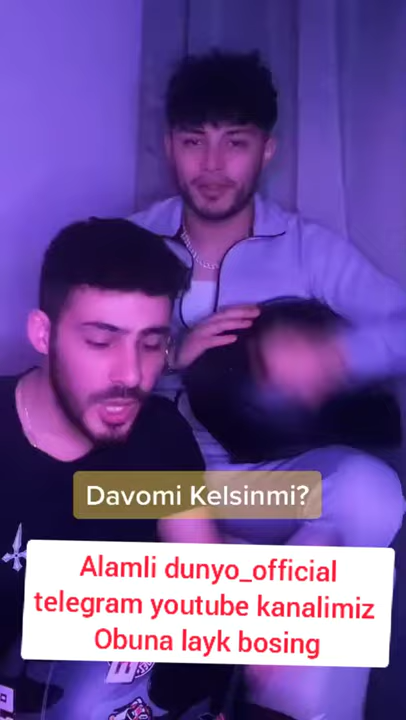 Davomi Kelsinmi?
Alamli dunyo_official
telegram youtube kanalimiz
Obuna layk bosing